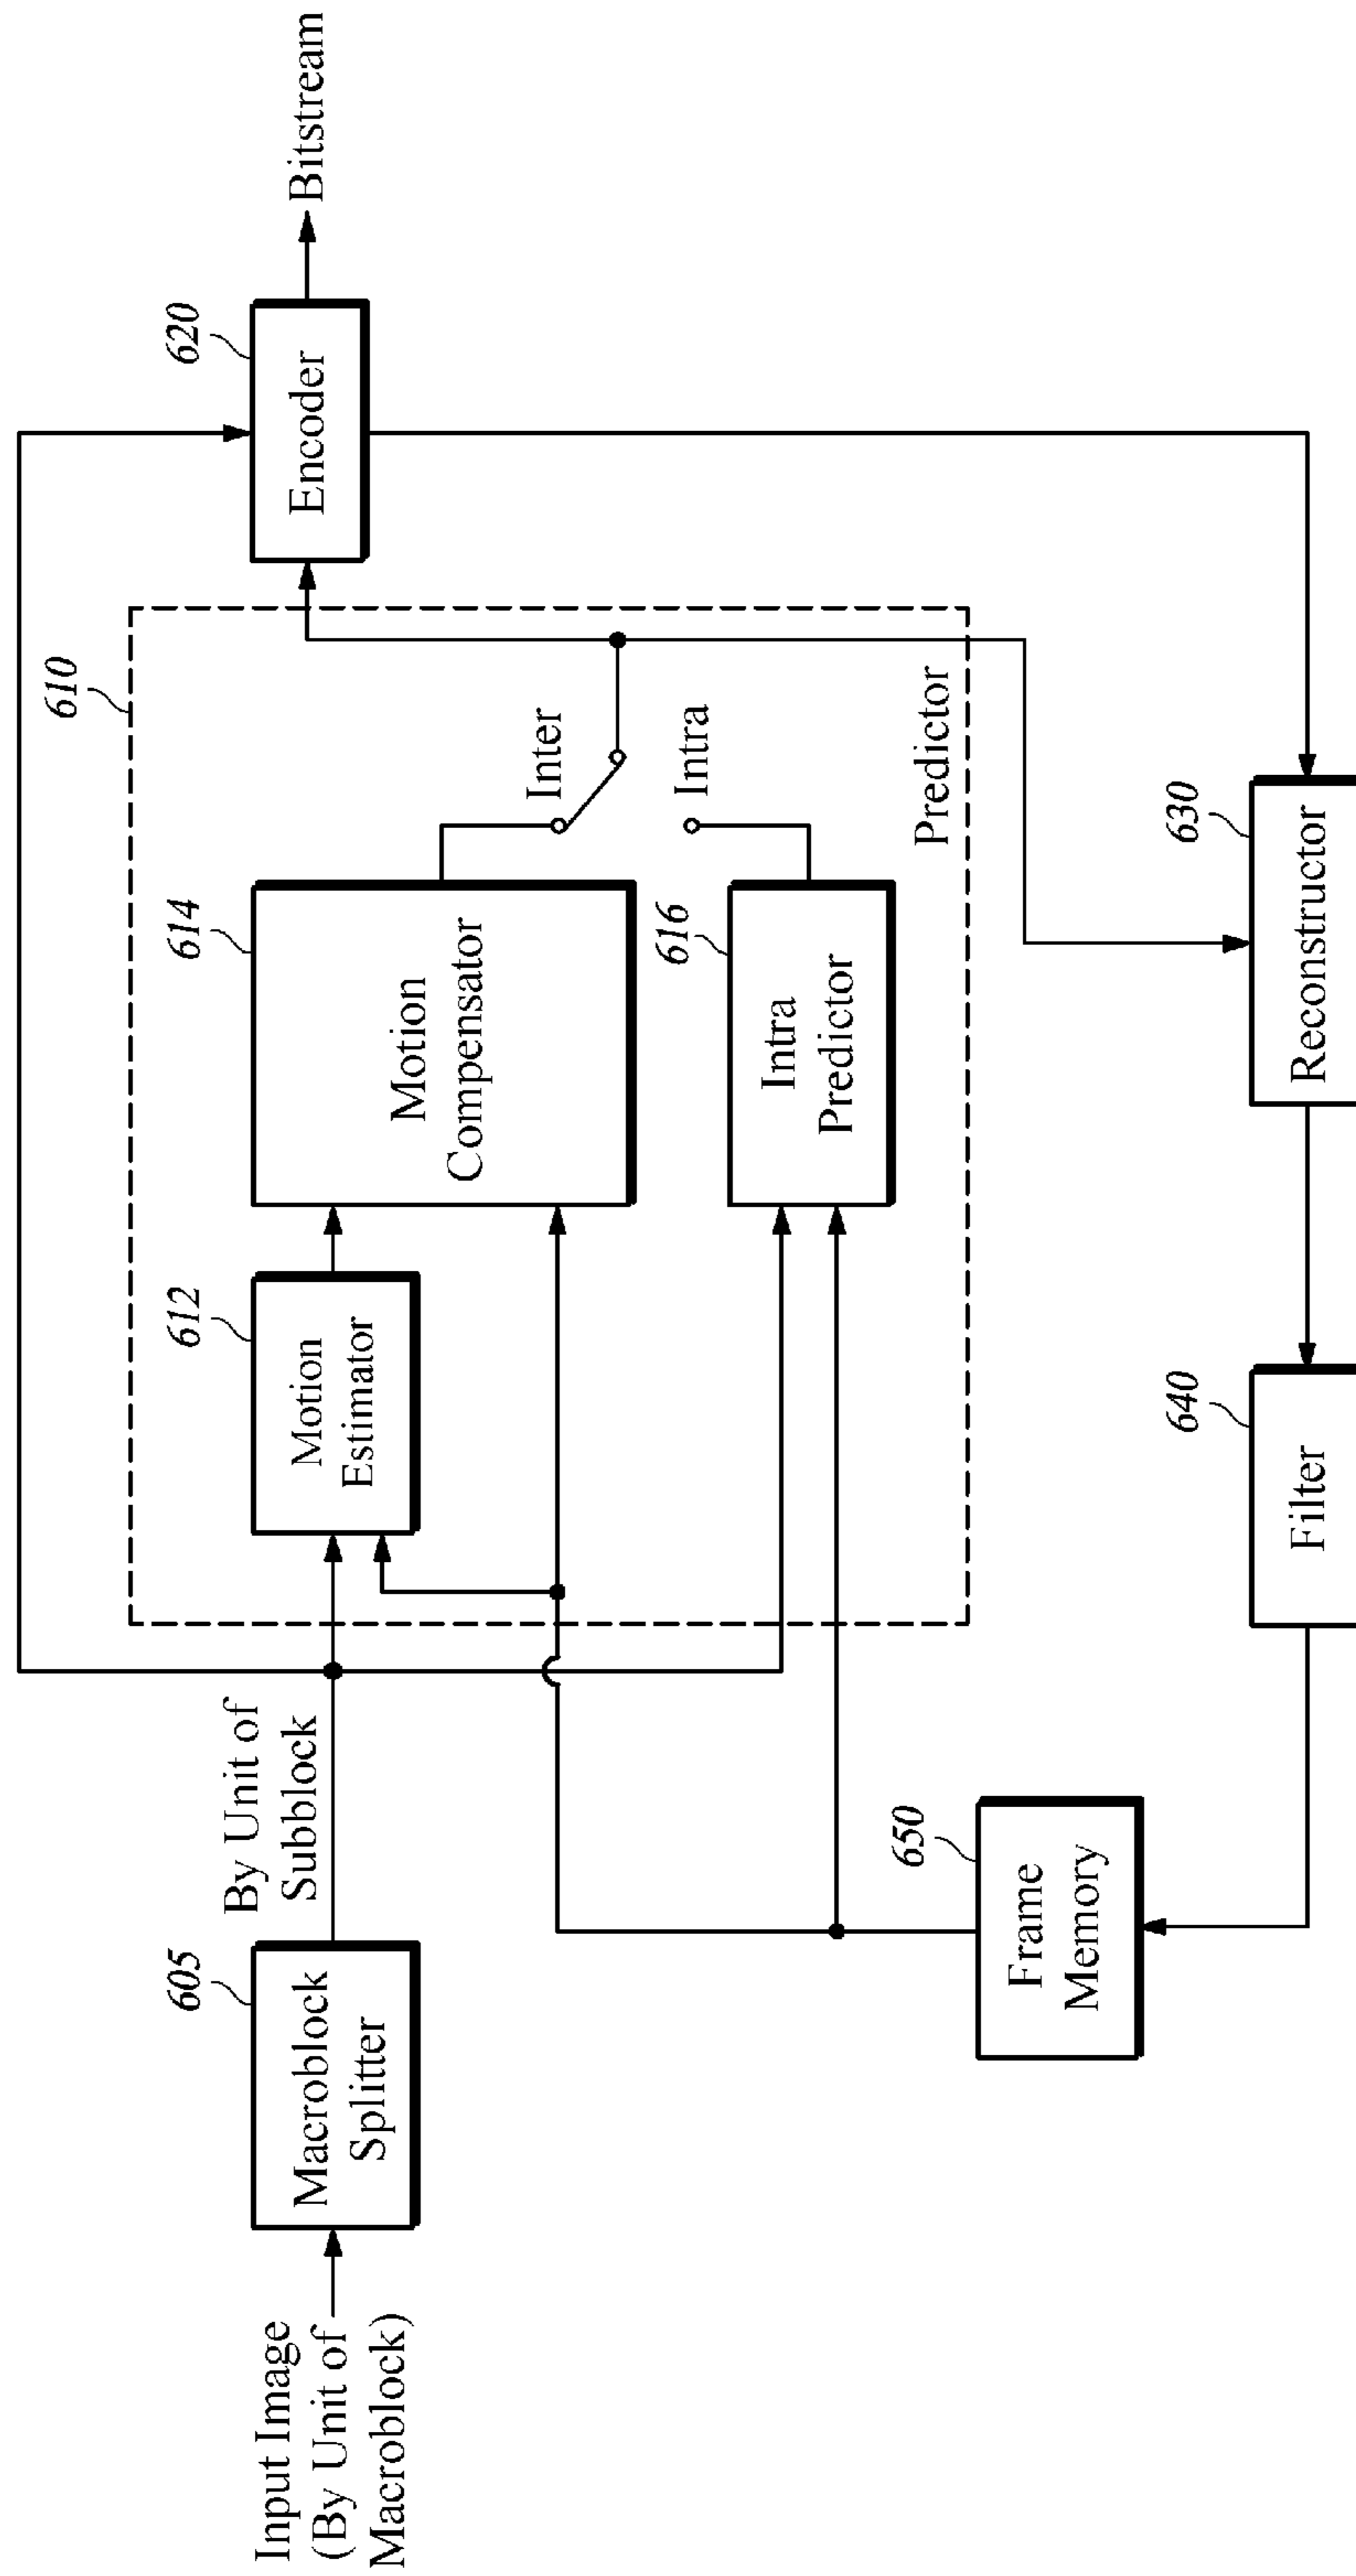 Input Image
(By Unit of
Macroblock)
605
Macroblock
Splitter
By Unit of
Subblock
610
612
Motion
Estimator
614
Motion
Compensator
616
Intra
Predictor
Inter
Intra
Predictor
620
Encoder
Bitstream
650
Frame
Memory
640
Filter
630
Reconstructor